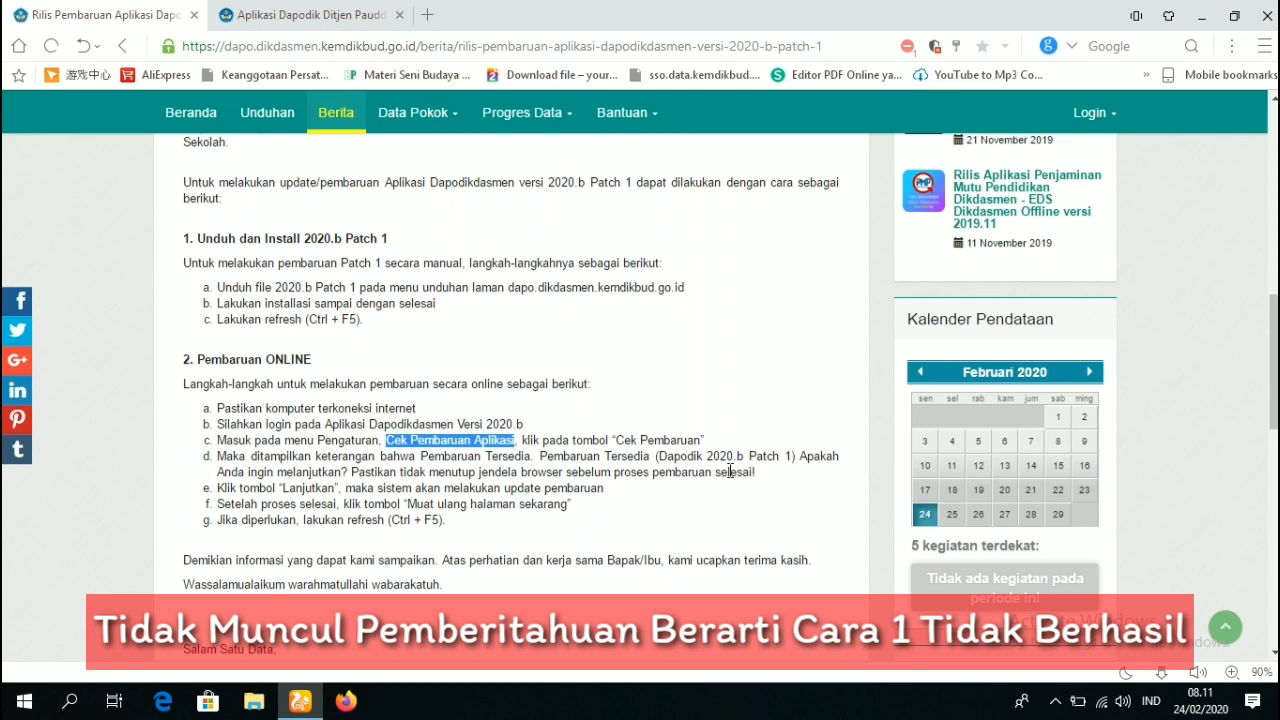 Rilis Pembaruan Aplikasi Dapo
Aplikasi Dapodik Ditjen Paudd
https://dapo.dikdasmen.kemdikbud.go.id/berita/rilis-pembaruan-aplikasi-dapodikdasmen-versi-2020-b-patch-1
Google
游戏中心
AliExpress
Keanggotaan Persat...
Materi Seni Budaya ...
Download file – your...
sso.data.kemdikbud....
Editor PDF Online ya...
YouTube to Mp3 Co...
»
Mobile bookmarks
Beranda
Unduhan
Berita
Data Pokok
Progres Data
Bantuan
Login
Sekolah.
Untuk melakukan update/pembaruan Aplikasi Dapodikdasmen versi 2020.b Patch 1 dapat dilakukan dengan cara sebagai
berikut:
1. Unduh dan Install 2020.b Patch 1
Untuk melakukan pembaruan Patch 1 secara manual, langkah-langkahnya sebagai berikut:
a. Unduh file 2020.b Patch 1 pada menu unduhan laman dapo.dikdasmen.kemdikbud.go.id
b. Lakukan installasi sampai dengan selesai
c. Lakukan refresh (Ctrl + F5).
2. Pembaruan ONLINE
Langkah-langkah untuk melakukan pembaruan secara online sebagai berikut:
a. Pastikan komputer terkoneksi internet
b. Silahkan login pada Aplikasi Dapodikdasmen Versi 2020.b
c. Masuk pada menu Pengaturan, Cek Pembaruan Aplikasi, klik pada tombol “Cek Pembaruan”
d. Maka ditampilkan keterangan bahwa Pembaruan Tersedia. Pembaruan Tersedia (Dapodik 2020.b Patch 1) Apakah
Anda ingin melanjutkan? Pastikan tidak menutup jendela browser sebelum proses pembaruan selesai!
e. Klik tombol “Lanjutkan”, maka sistem akan melakukan update pembaruan
f. Setelah proses selesai, klik tombol “Muat ulang halaman sekarang”
g. Jika diperlukan, lakukan refresh (Ctrl + F5).
Demikian informasi yang dapat kami sampaikan. Atas perhatian dan kerja sama Bapak/Ibu, kami ucapkan terima kasih.
Wassalamualaikum warahmatullahi wabarakatuh.
Salam Satu Data,
21 November 2019
Rilis Aplikasi Penjaminan
Mutu Pendidikan
Dikdasmen - EDS
Dikdasmen Offline versi
2019.11
11 November 2019
Kalender Pendataan
Februari 2020
sen sel rab kam jum sab ming
1 2
3 4 5 6 7 8 9
10 11 12 13 14 15 16
17 18 19 20 21 22 23
24 25 26 27 28 29
5 kegiatan terdekat:
Tidak ada kegiatan pada
periode ini
Tidak Muncul Pemberitahuan Berarti Cara 1 Tidak Berhasil
90%
IND
08.11
24/02/2020